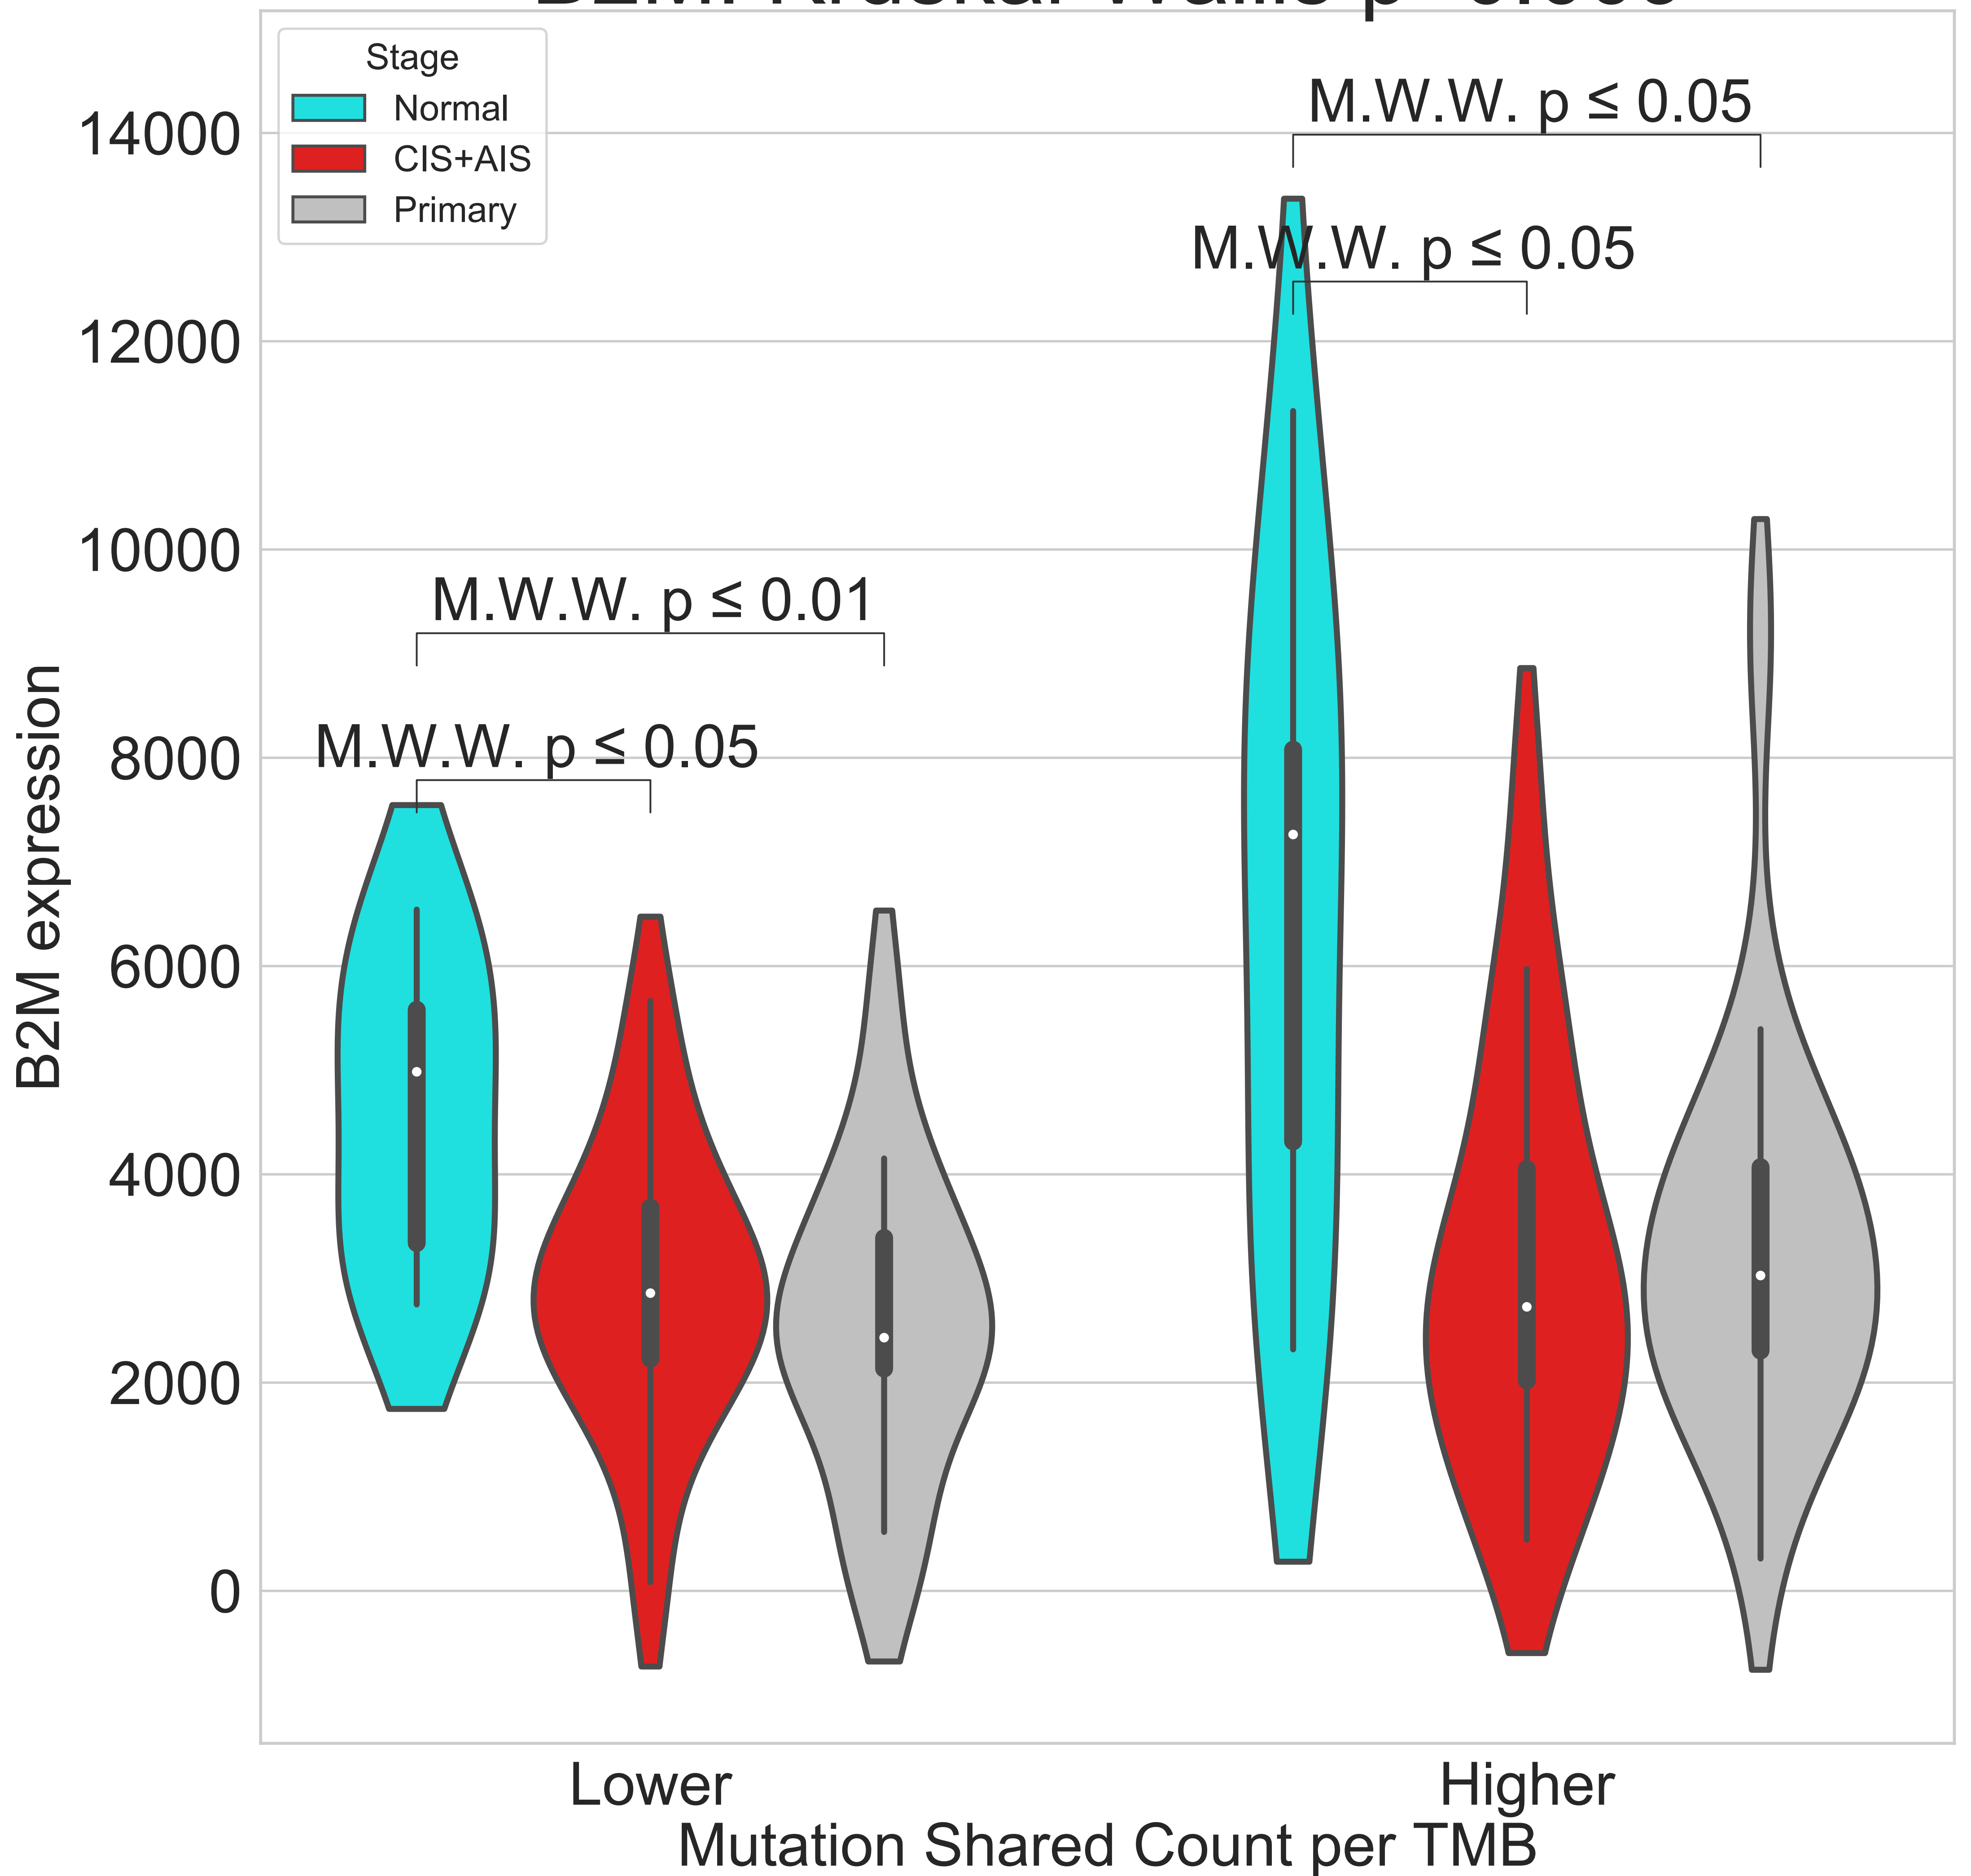 Stage
Normal
CIS+AIS
Primary
M.W.W. p ≤ 0.05
M.W.W. p ≤ 0.05
M.W.W. p ≤ 0.01
M.W.W. p ≤ 0.05
14000
12000
10000
8000
6000
4000
2000
0
B2M expression
Lower
Higher
Mutation Shared Count per TMB